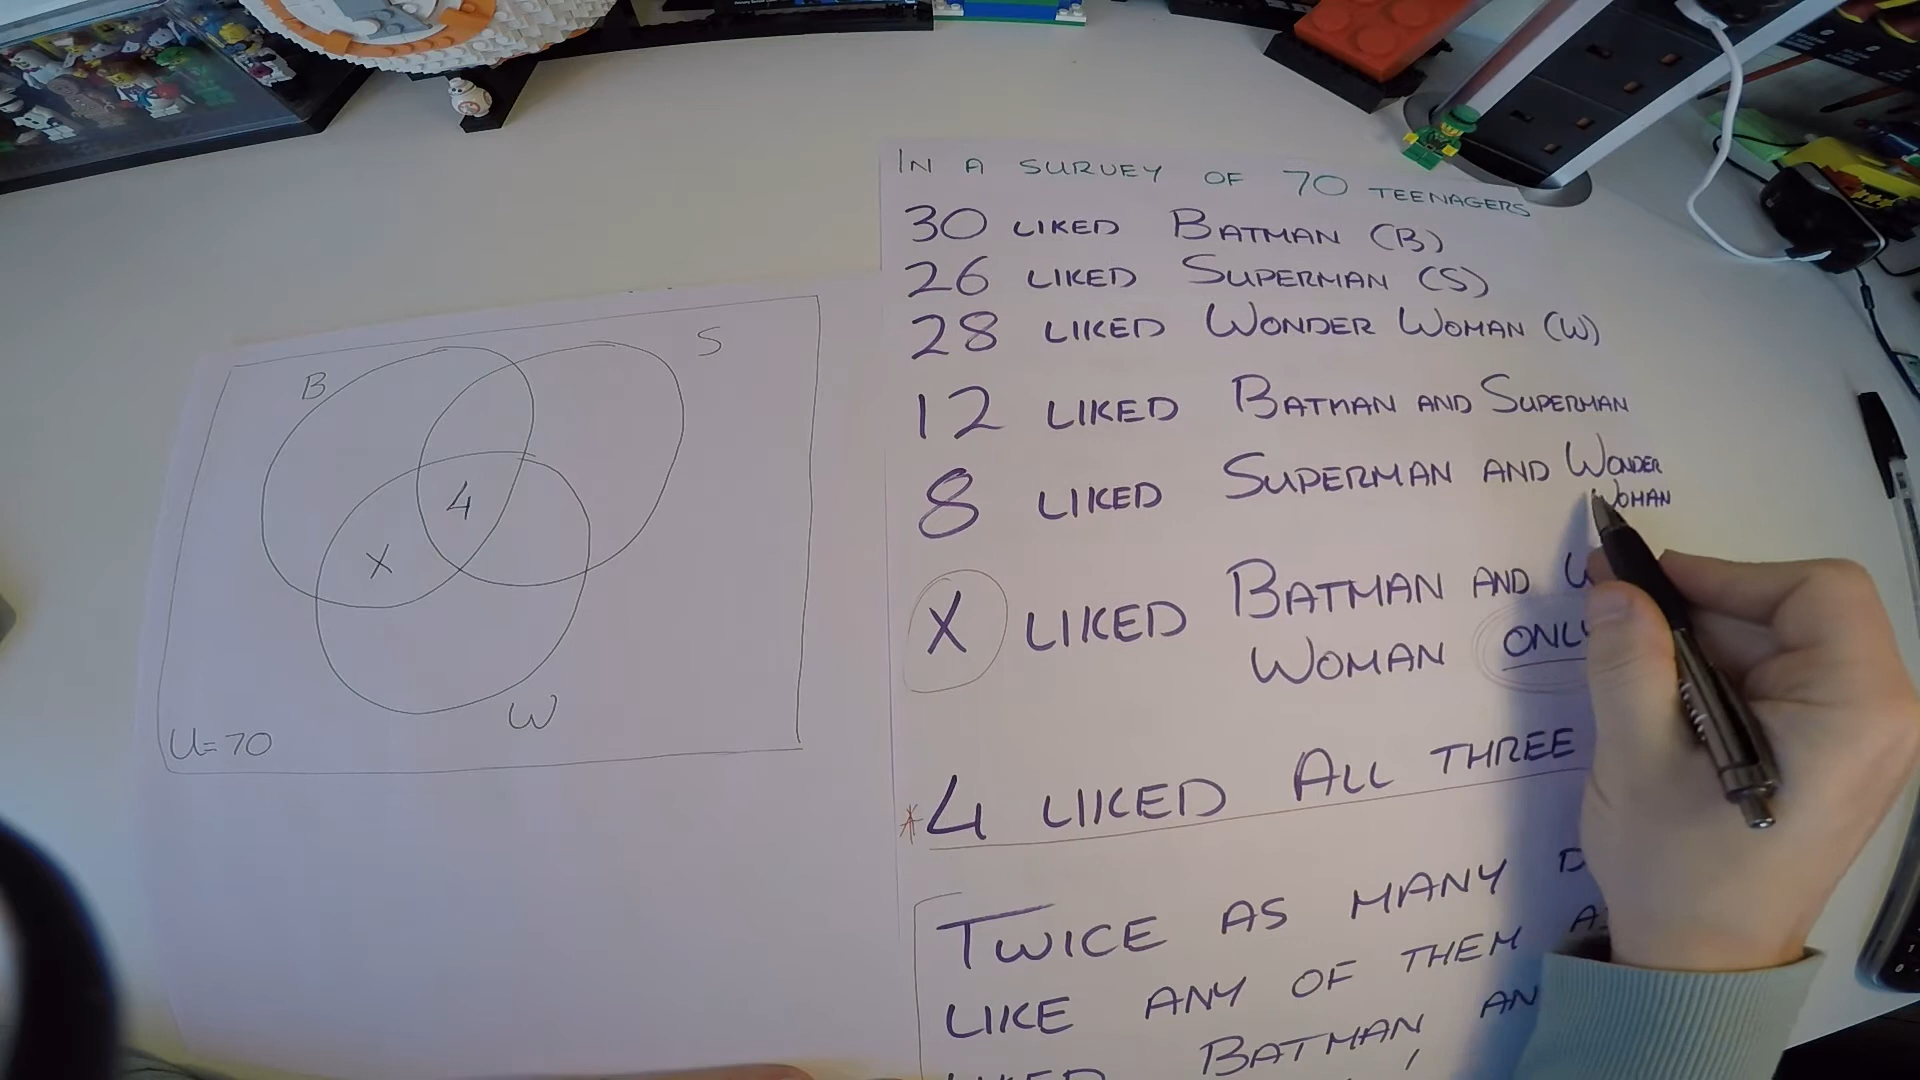 IN A SURVEY OF 70 TEENAGERS
30 LIKED BATMAN (B)
26 LIKED SUPERMAN (S)
28 LIKED WONDER WOMAN (W)
12 LIKED BATMAN AND SUPERMAN
8 LIKED SUPERMAN AND WONDER
WOMAN
X LIKED BATMAN AND
WOMAN
* 4 LIKED ALL THREE
TWICE AS MANY
LIKE ANY OF THEM
BATMAN
B
S
4
X
W
U=70